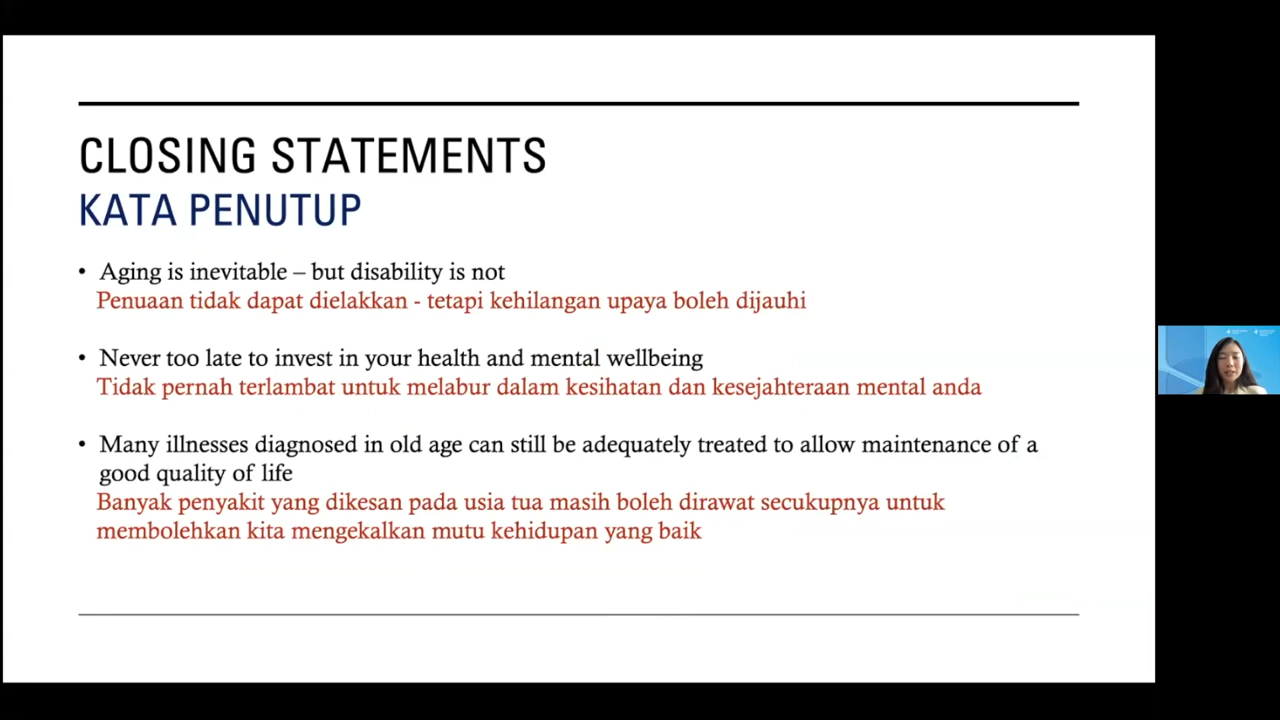 CLOSING STATEMENTS
KATA PENUTUP
• Aging is inevitable – but disability is not
Penuaan tidak dapat dielakkan - tetapi kehilangan upaya boleh dijauhi
• Never too late to invest in your health and mental wellbeing
Tidak pernah terlambat untuk melabur dalam kesihatan dan kesejahteraan mental anda
• Many illnesses diagnosed in old age can still be adequately treated to allow maintenance of a
good quality of life
Banyak penyakit yang dikesan pada usia tua masih boleh dirawat secukupnya untuk
membolehkan kita mengekalkan mutu kehidupan yang baik